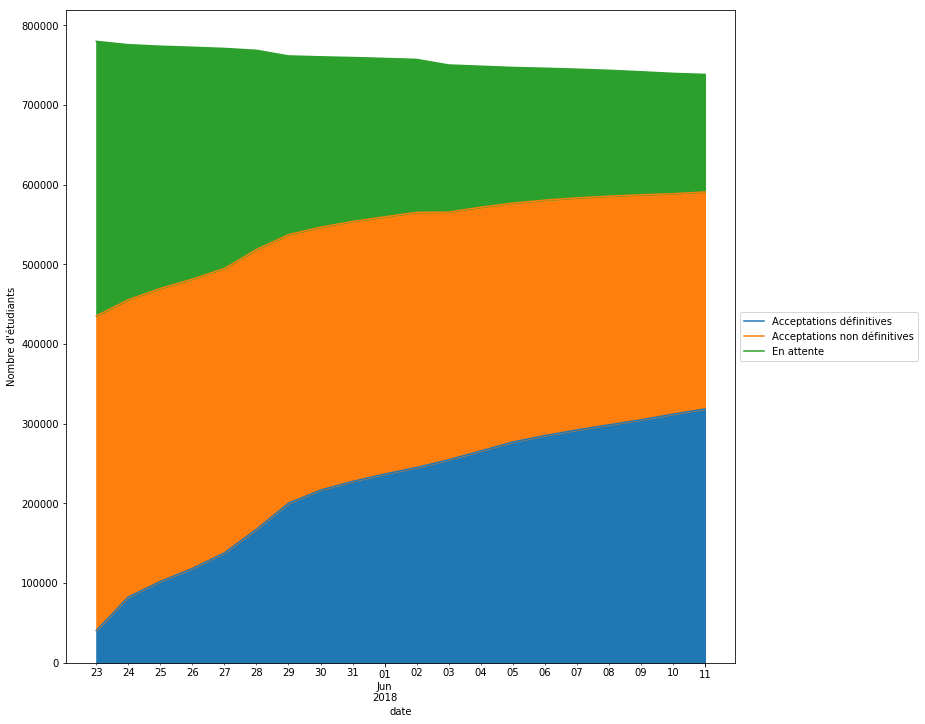 800000
700000
600000
500000
400000
300000
200000
100000
0
Nombre d'étudiants
23 24 25 26 27 28 29 30 31 01 02 03 04 05 06 07 08 09 10 11
Jun
2018
date
Acceptations définitives
Acceptations non définitives
En attente